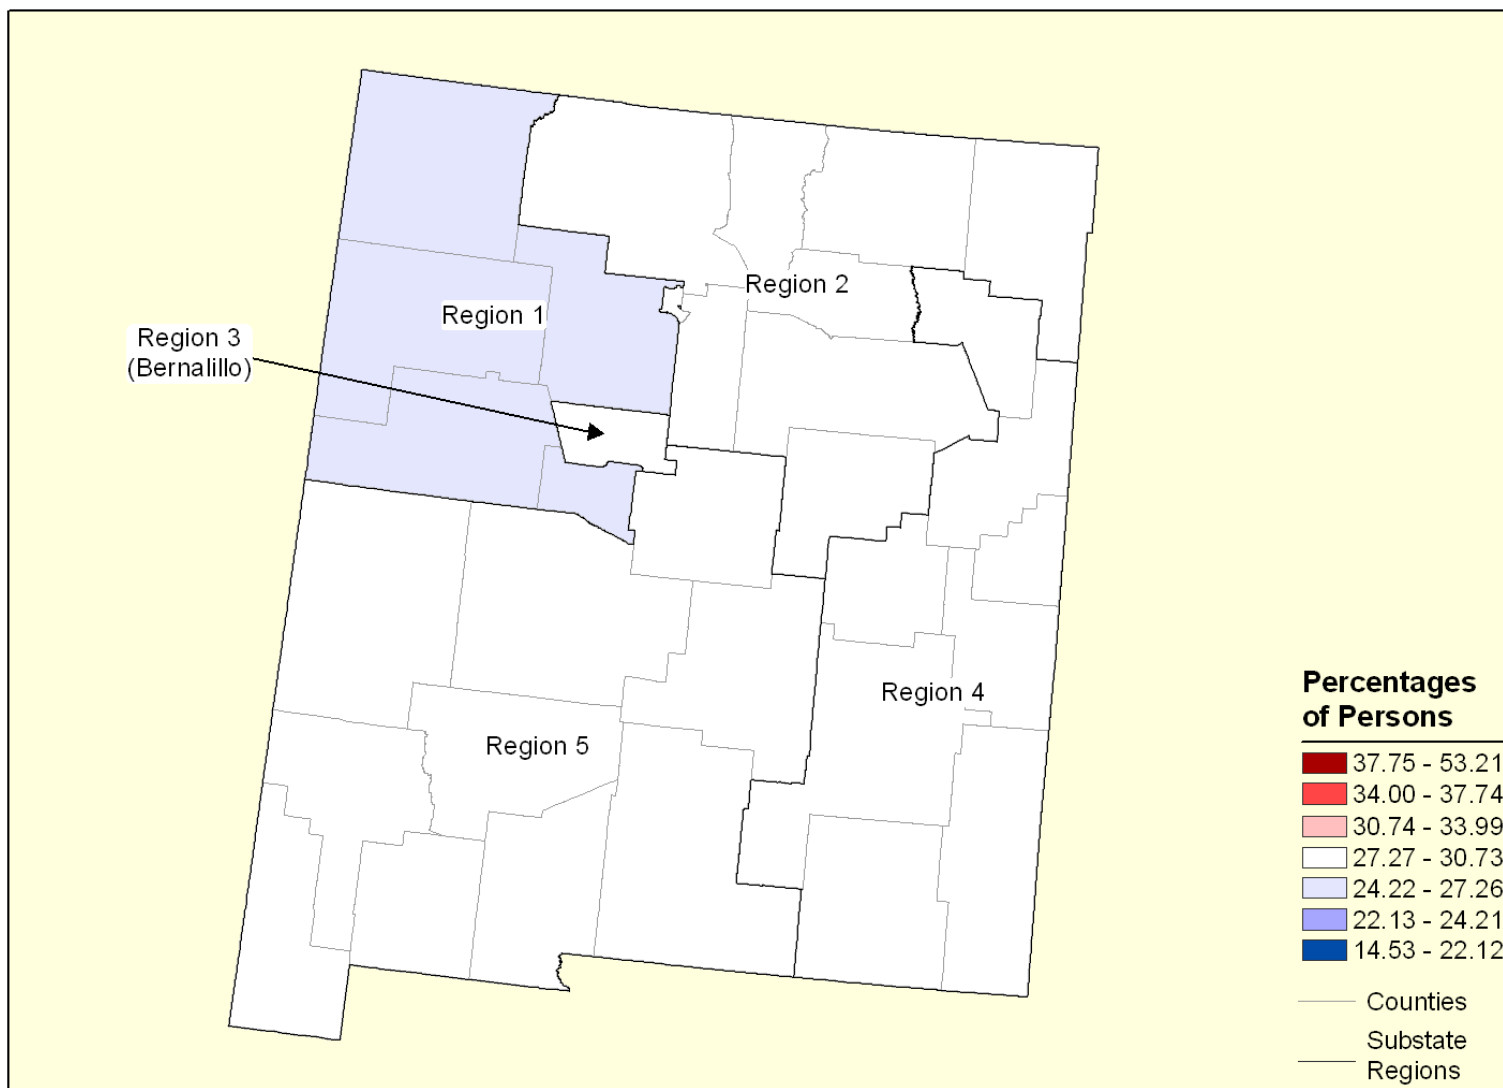 Region 1
Region 2
Region 3
(Bernalillo)
Region 4
Region 5
Percentages
of Persons
37.75 - 53.21
34.00 - 37.74
30.74 - 33.99
27.27 - 30.73
24.22 - 27.26
22.13 - 24.21
14.53 - 22.12
Counties
Substate
Regions